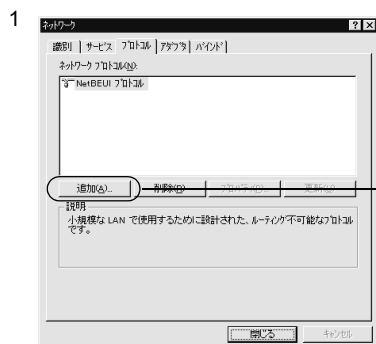 1
ネットワーク
識別 サービス プロトコル アダプタ バインド
ネットワーク プロトコル(N):
NetBEUI プロトコル
追加(A)... 削除(R) プロパティ(P)... 更新(U)
説明
小規模な LAN で使用するために設計された、ルーティング不可能なプロトコル
です。
閉じる キャンセル